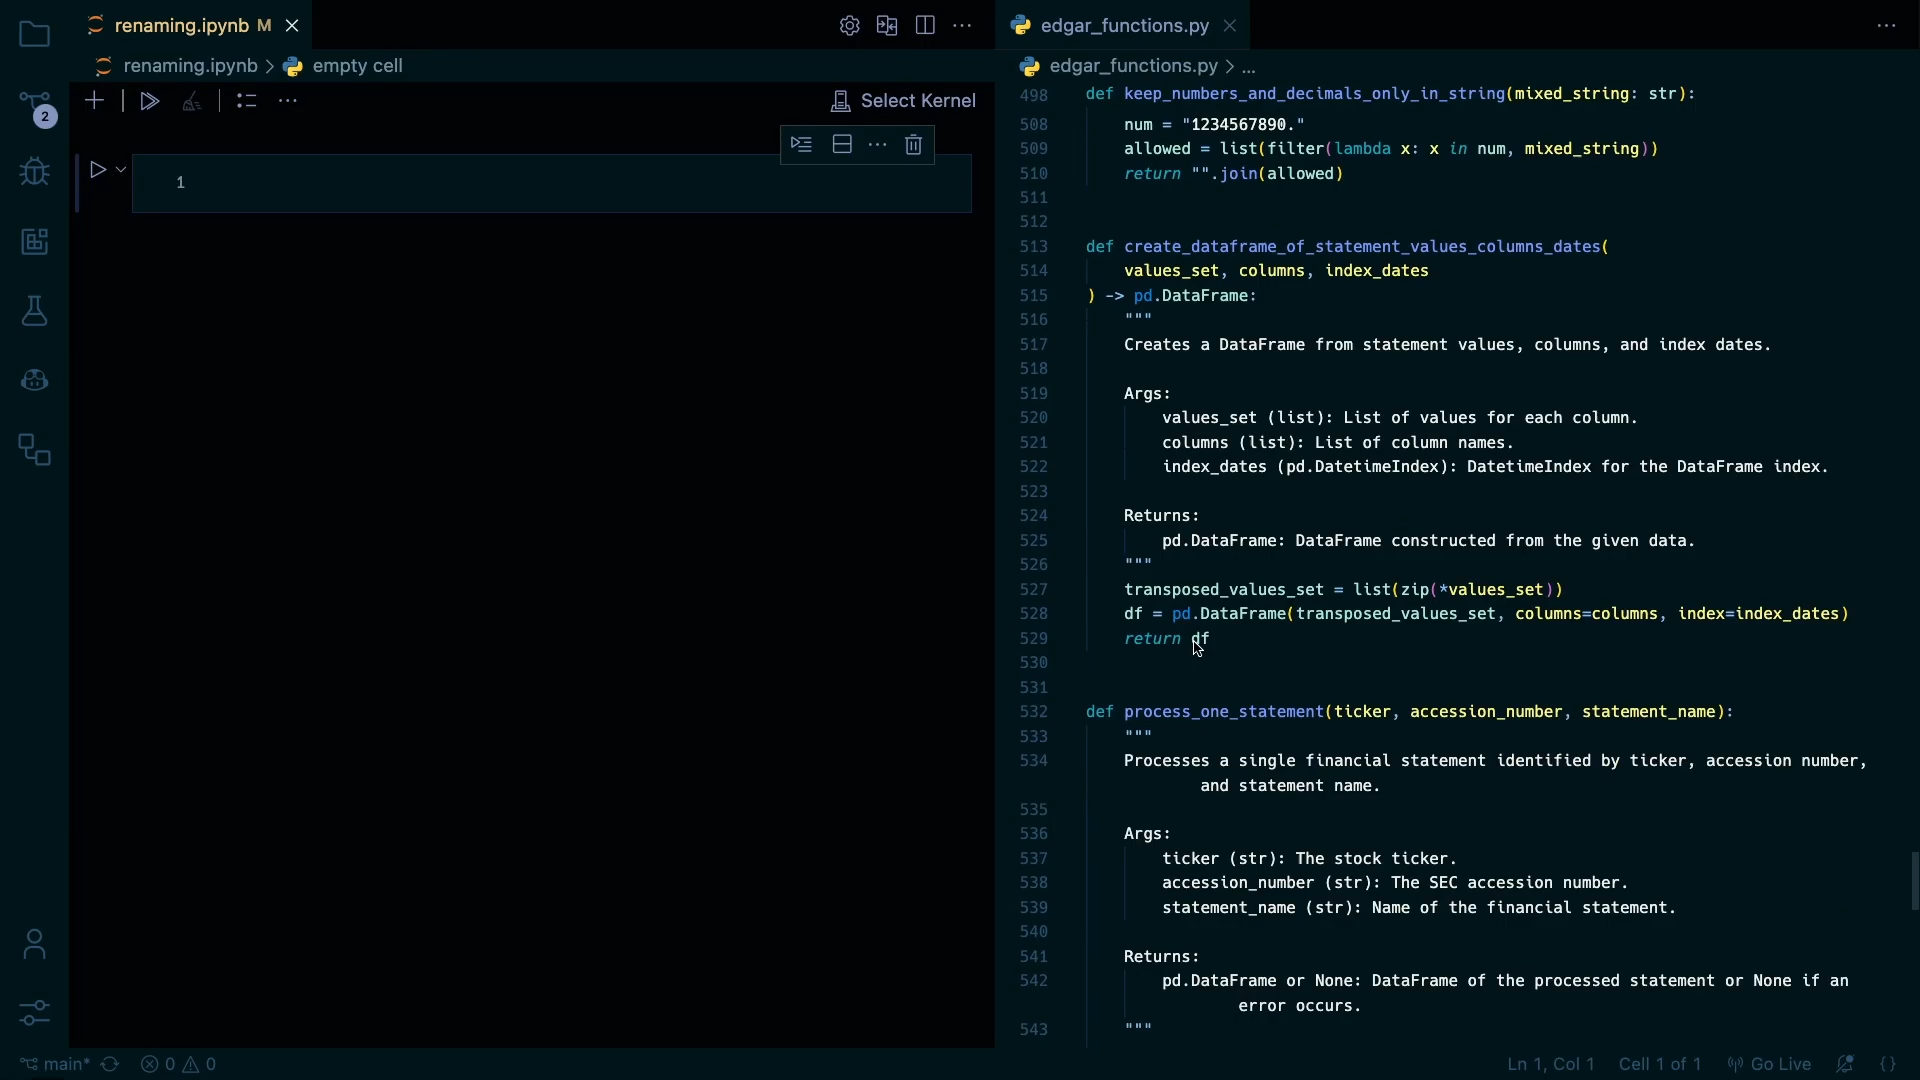 renaming.ipynb M
edgar_functions.py
renaming.ipynb > empty cell
edgar_functions.py > ...
2
Select Kernel
1
498 def keep_numbers_and_decimals_only_in_string(mixed_string: str):
508 num = "1234567890."
509 allowed = list(filter(lambda x: x in num, mixed_string))
510 return "".join(allowed)
511
512
513 def create_dataframe_of_statement_values_columns_dates(
514 values_set, columns, index_dates
515 ) -> pd.DataFrame:
516 """
517 Creates a DataFrame from statement values, columns, and index dates.
518
519 Args:
520 values_set (list): List of values for each column.
521 columns (list): List of column names.
522 index_dates (pd.DatetimeIndex): DatetimeIndex for the DataFrame index.
523
524 Returns:
525 pd.DataFrame: DataFrame constructed from the given data.
526 """
527 transposed_values_set = list(zip(*values_set))
528 df = pd.DataFrame(transposed_values_set, columns=columns, index=index_dates)
529 return df
530
531
532 def process_one_statement(ticker, accession_number, statement_name):
533 """
534 Processes a single financial statement identified by ticker, accession number,
and statement name.
535
536 Args:
537 ticker (str): The stock ticker.
538 accession_number (str): The SEC accession number.
539 statement_name (str): Name of the financial statement.
540
541 Returns:
542 pd.DataFrame or None: DataFrame of the processed statement or None if an
error occurs.
543 """
main* 0 0
Ln 1, Col 1 Cell 1 of 1 Go Live {}